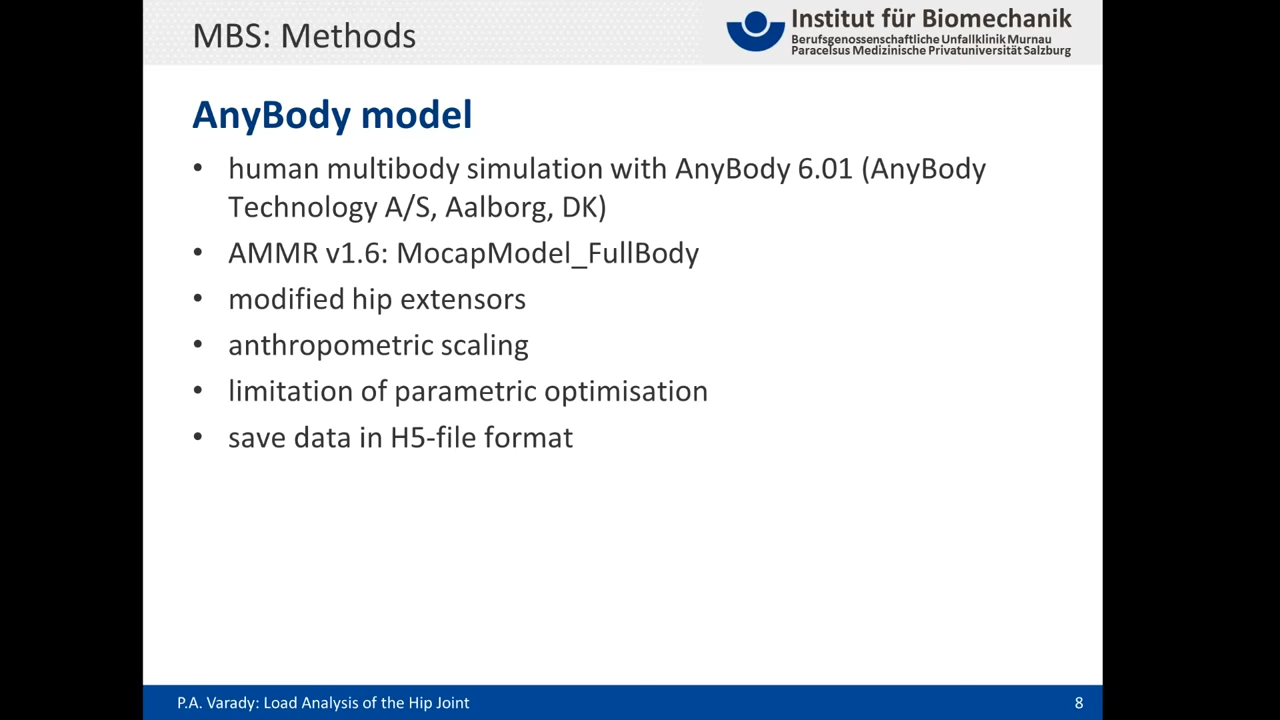 MBS: Methods
Institut für Biomechanik
Berufsgenossenschaftliche Unfallklinik Murnau
Paracelsus Medizinische Privatuniversität Salzburg
AnyBody model
• human multibody simulation with AnyBody 6.01 (AnyBody
Technology A/S, Aalborg, DK)
• AMMR v1.6: MocapModel_FullBody
• modified hip extensors
• anthropometric scaling
• limitation of parametric optimisation
• save data in H5-file format
P.A. Varady: Load Analysis of the Hip Joint
8